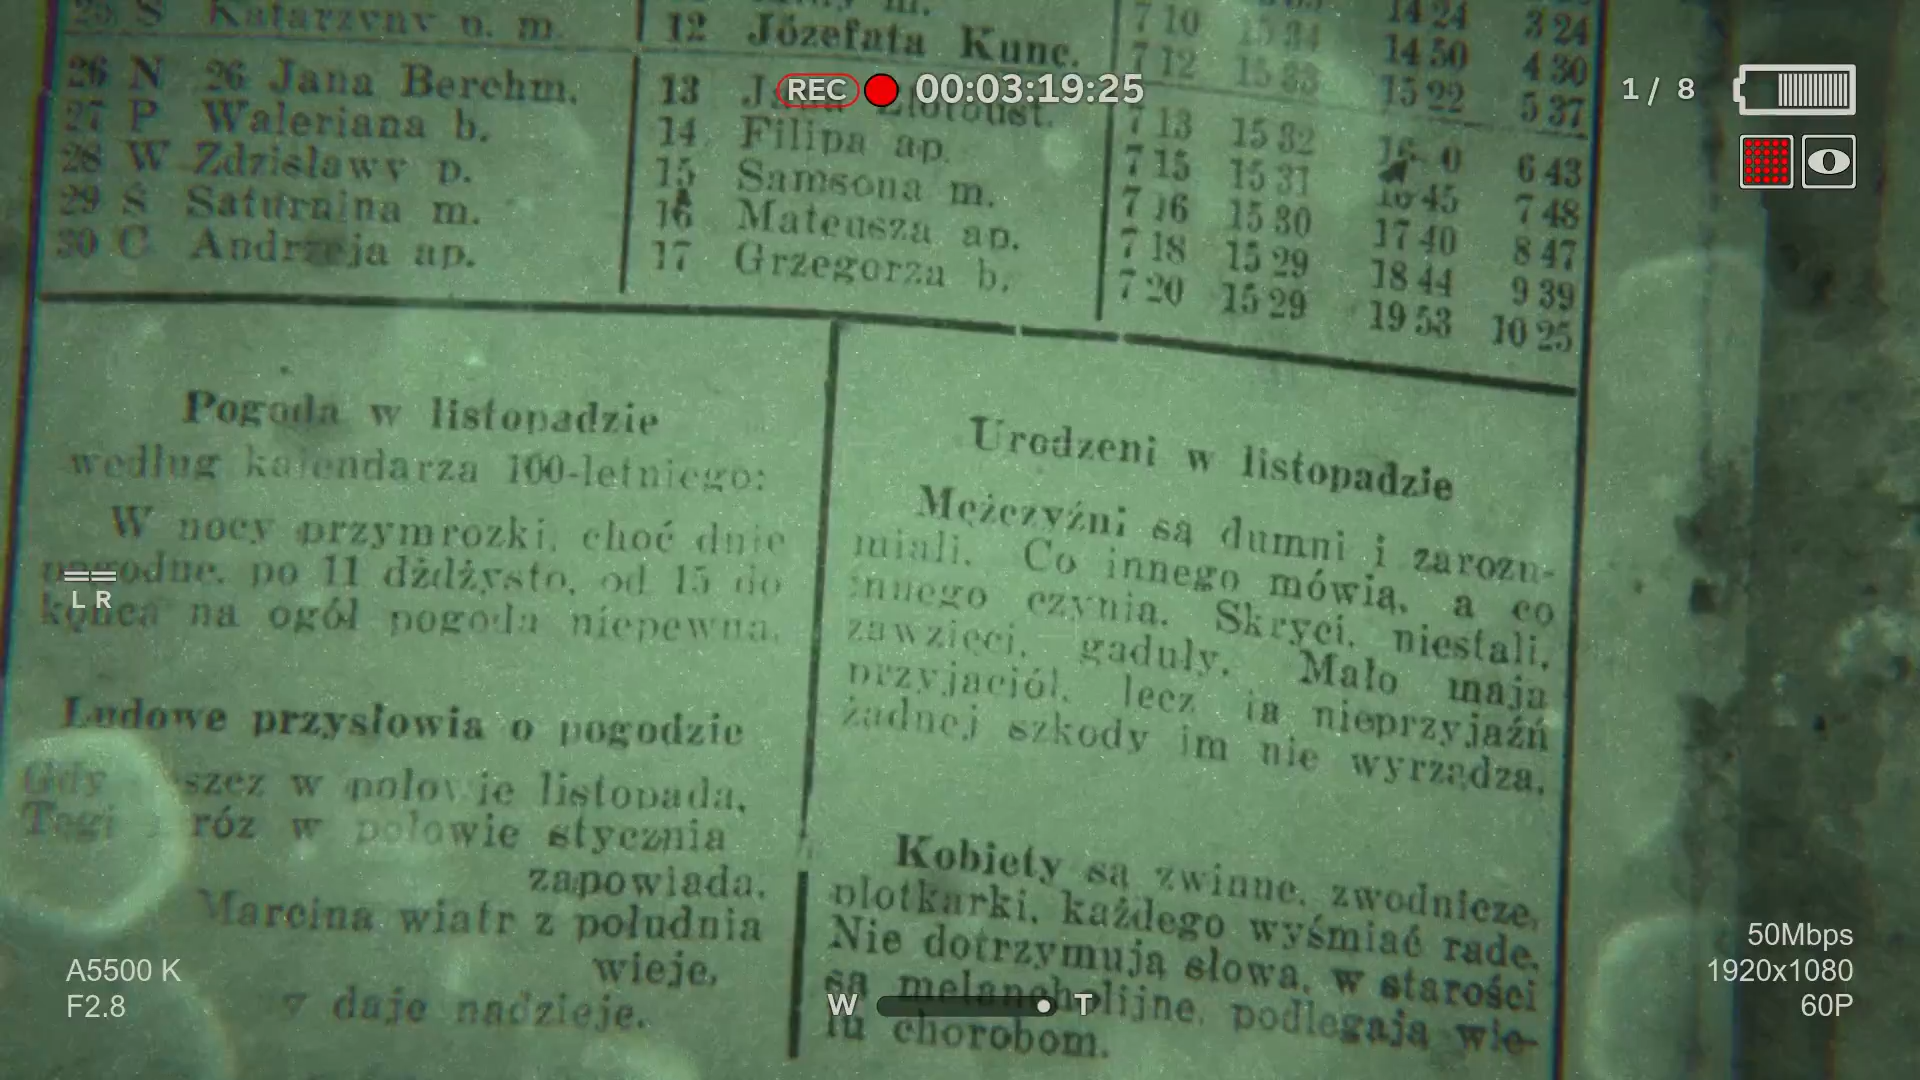 25 S Katarzyny p. m.
12 Józefata Kunc.
7 10 15 34 14 24 3 24
7 12 15 33 14 50 4 30
26 N 26 Jana Berchm.
13
15 22 5 37
27 P Waleriana b.
14 Filipa ap.
7 13 15 32 16 0 6 43
28 W Zdzisławy p.
15 Samsona m.
7 15 15 31 16 45 7 48
29 Ś Saturnina m.
16 Mateusza ap.
7 16 15 30 17 40 8 47
30 C Andrzeja ap.
17 Grzegorza b.
7 18 15 29 18 44 9 39
7 20 15 29 19 53 10 25
REC 00:03:19:25
1 / 8
Pogoda w listopadzie
według kalendarza 100-letniego:
W nocy przymrozki, choć dnie
pogodne, po 11 dżdżysto, od 15 do
końca na ogół pogoda niepewna.
Ludowe przysłowia o pogodzie
Gdy w połowie listopada,
Tęgi w połowie stycznia
zapowiada.
Marcina wiatr z południa
wieje,
daje nadzieje.
Urodzeni w listopadzie
Mężczyźni są dumni i zarozu-
miali. Co innego mówią, a co
innego czynią. Skryci, niestali,
zawzięci, gaduły. Mało mają
przyjaciół, lecz ta nieprzyjaźń
żadnej szkody im nie wyrządza.
Kobiety są zwinne, zwodnicze,
plotkarki, każdego wyśmiać rade.
Nie dotrzymują słowa, w starości
są melancholijne, podlegają wie-
lu chorobom.
L R
A5500 K
F2.8
W T
50Mbps
1920x1080
60P